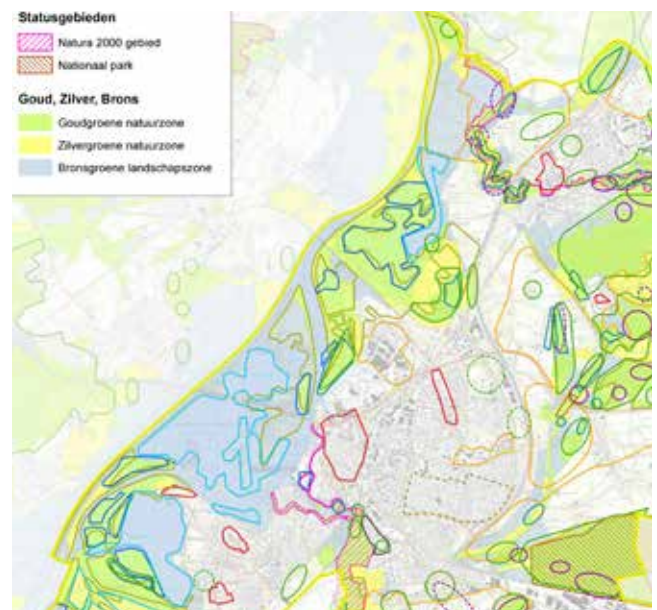 Statusgebieden
Natura 2000 gebied
Nationaal park
Goud, Zilver, Brons
Goudgroene natuurzone
Zilvergroene natuurzone
Bronsgroene landschapszone